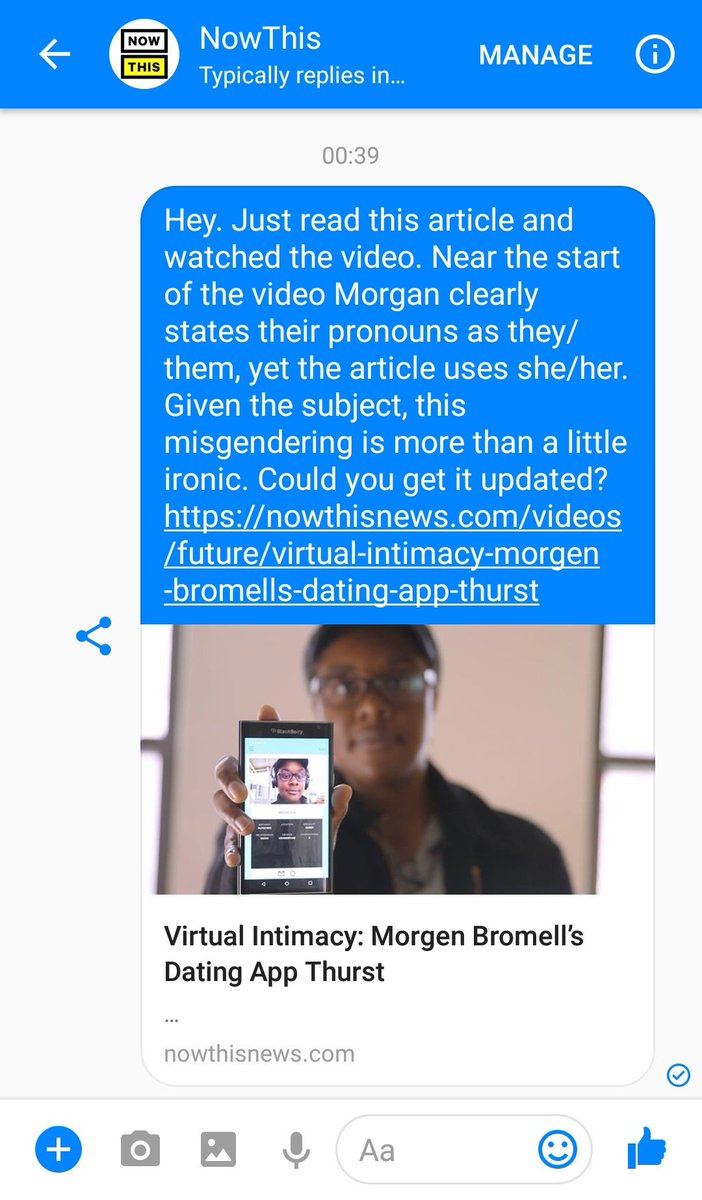 NOW
THIS
NowThis
Typically replies in…
MANAGE
00:39
Hey. Just read this article and
watched the video. Near the start
of the video Morgan clearly
states their pronouns as they/
them, yet the article uses she/her.
Given the subject, this
misgendering is more than a little
ironic. Could you get it updated?
https://nowthisnews.com/videos
/future/virtual-intimacy-morgen
-bromells-dating-app-thurst
BlackBerry
Virtual Intimacy: Morgen Bromell’s
Dating App Thurst
...
nowthisnews.com
Aa